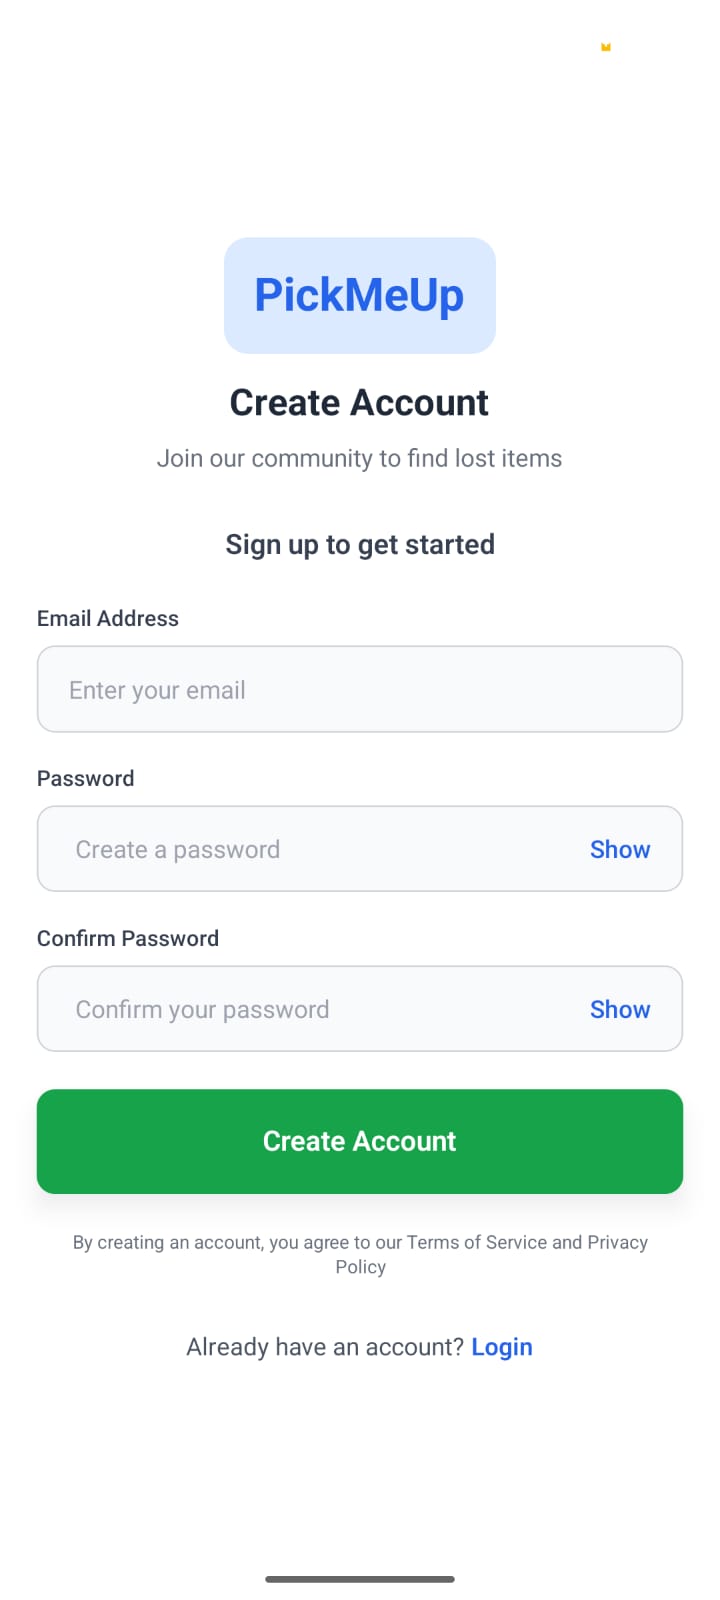 PickMeUp
Create Account
Join our community to find lost items
Sign up to get started
Email Address
Enter your email
Password
Create a password
Show
Confirm Password
Confirm your password
Show
Create Account
By creating an account, you agree to our Terms of Service and Privacy
Policy
Already have an account? Login